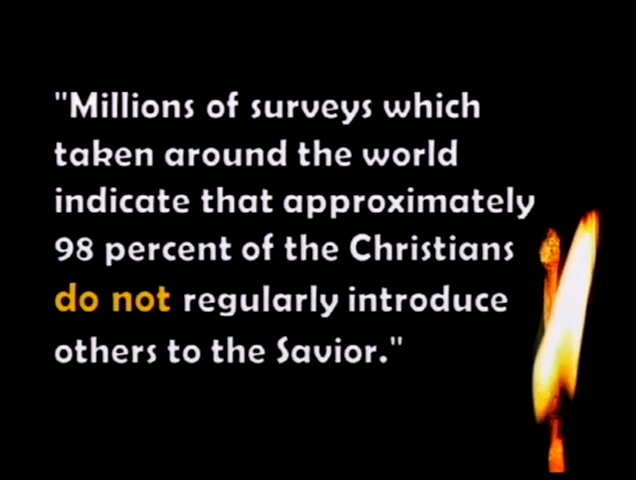 "Millions of surveys which
taken around the world
indicate that approximately
98 percent of the Christians
do not regularly introduce
others to the Savior."